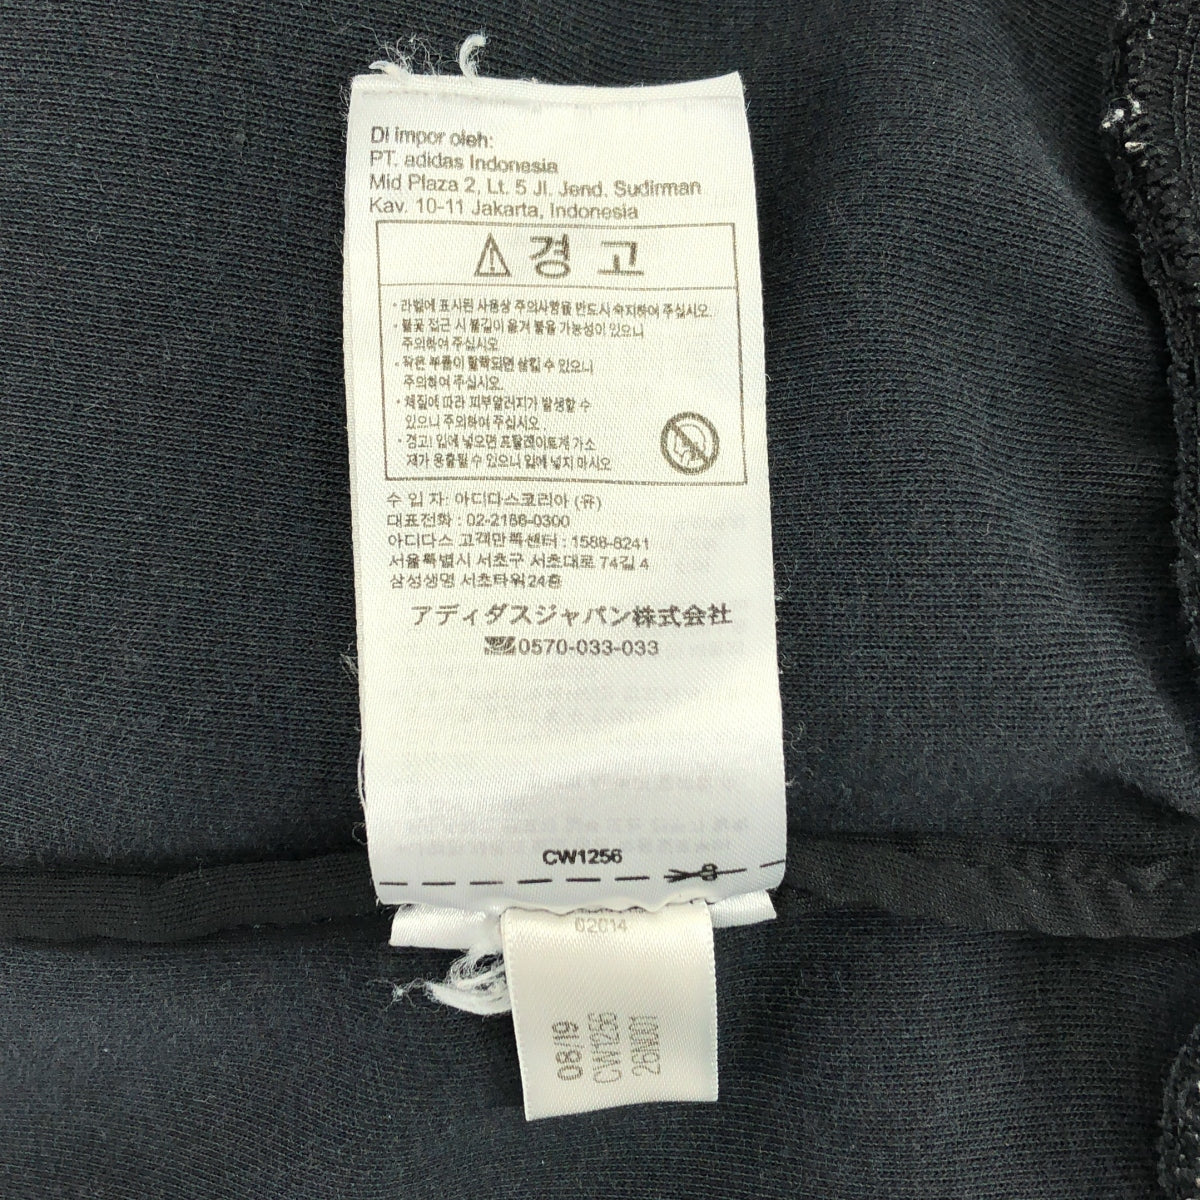 DI impor oleh:
PT. adidas Indonesia
Mid Plaza 2, Lt. 5 Jl. Jend. Sudirman
Kav. 10-11 Jakarta, Indonesia
경 고
· 라벨에 표시된 사용상 주의사항을 반드시 숙지하여 주십시오.
· 불꽃 접근 시 불길이 옮겨 붙을 가능성이 있으니
주의하여 주십시오
· 작은 부품이 탈락되면 삼킬 수 있으니
주의하여 주십시오.
· 체질에 따라 피부알러지가 발생할 수
있으니 주의하여 주십시오.
· 경고! 입에 넣으면 프탈레이트계 가소
제가 용출될 수 있으니 입에 넣지 마시오
수 입 자: 아디다스코리아 (유)
대표전화 : 02-2186-0300
아디다스 고객만족센터 : 1588-8241
서울특별시 서초구 서초대로 74길 4
삼성생명 서초타워 24층
アディダスジャパン株式会社
0570-033-033
CW1256
02014
08/19
CW1256
26N001